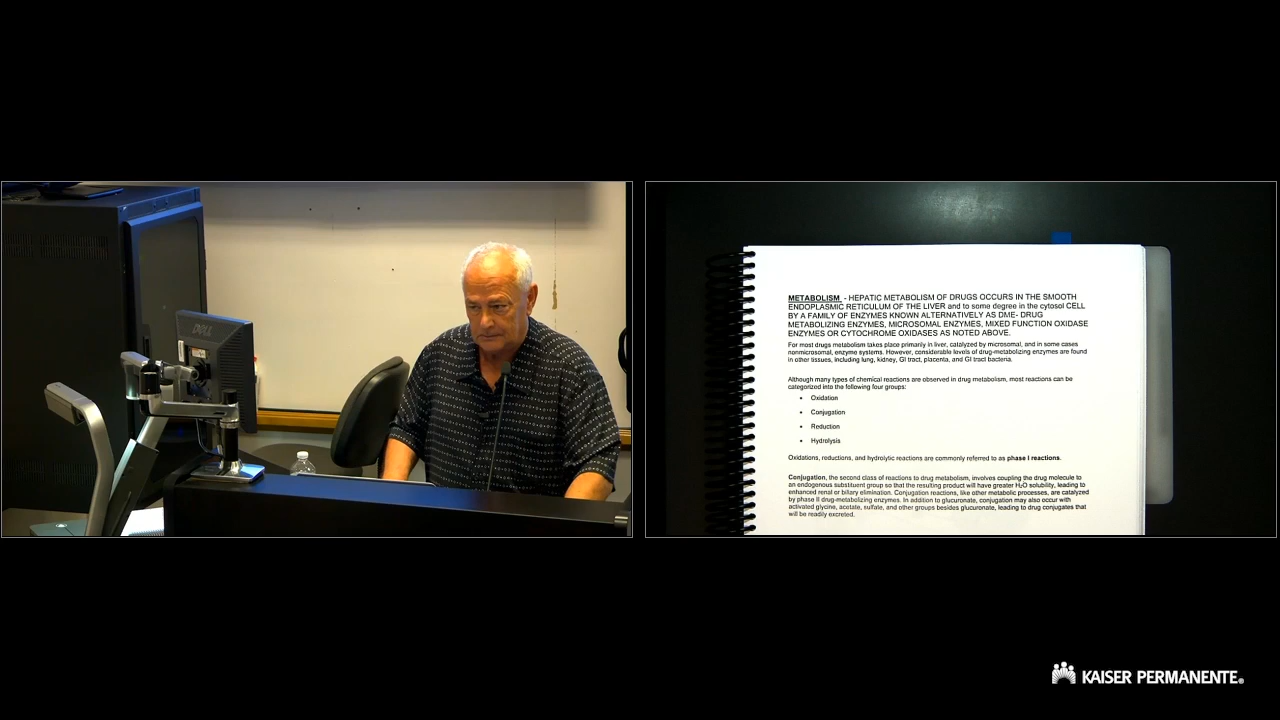 DELL
METABOLISM - HEPATIC METABOLISM OF DRUGS OCCURS IN THE SMOOTH
ENDOPLASMIC RETICULUM OF THE LIVER and to some degree in the cytosol CELL
BY A FAMILY OF ENZYMES KNOWN ALTERNATIVELY AS DME- DRUG
METABOLIZING ENZYMES, MICROSOMAL ENZYMES, MIXED FUNCTION OXIDASE
ENZYMES OR CYTOCHROME OXIDASES AS NOTED ABOVE.
For most drugs metabolism takes place primarily in liver, catalyzed by microsomal, and in some cases
nonmicrosomal, enzyme systems. However, considerable levels of drug-metabolizing enzymes are found
in other tissues, including lung, kidney, GI tract, placenta, and GI tract bacteria.
Although many types of chemical reactions are observed in drug metabolism, most reactions can be
categorized into the following four groups:
• Oxidation
• Conjugation
• Reduction
• Hydrolysis
Oxidations, reductions, and hydrolytic reactions are commonly referred to as phase I reactions.
Conjugation, the second class of reactions to drug metabolism, involves coupling the drug molecule to
an endogenous substituent group so that the resulting product will have greater H₂O solubility, leading to
enhanced renal or biliary elimination. Conjugation reactions, like other metabolic processes, are catalyzed
by phase II drug-metabolizing enzymes. In addition to glucuronate, conjugation may also occur with
activated glycine, acetate, sulfate, and other groups besides glucuronate, leading to drug conjugates that
will be readily excreted.
KAISER PERMANENTE®